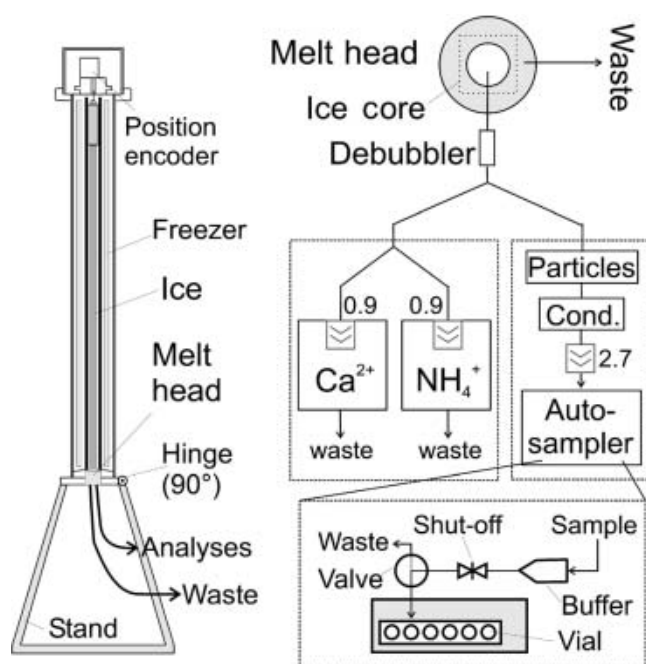 Position
encoder
Freezer
Ice
Melt
head
Hinge
(90°)
Analyses
Waste
Stand
Melt head
Ice core
Waste
Debubbler
0.9
0.9
Ca²⁺
NH₄⁺
waste
waste
Particles
Cond.
2.7
Auto-
sampler
Waste
Shut-off
Sample
Valve
Buffer
Vial